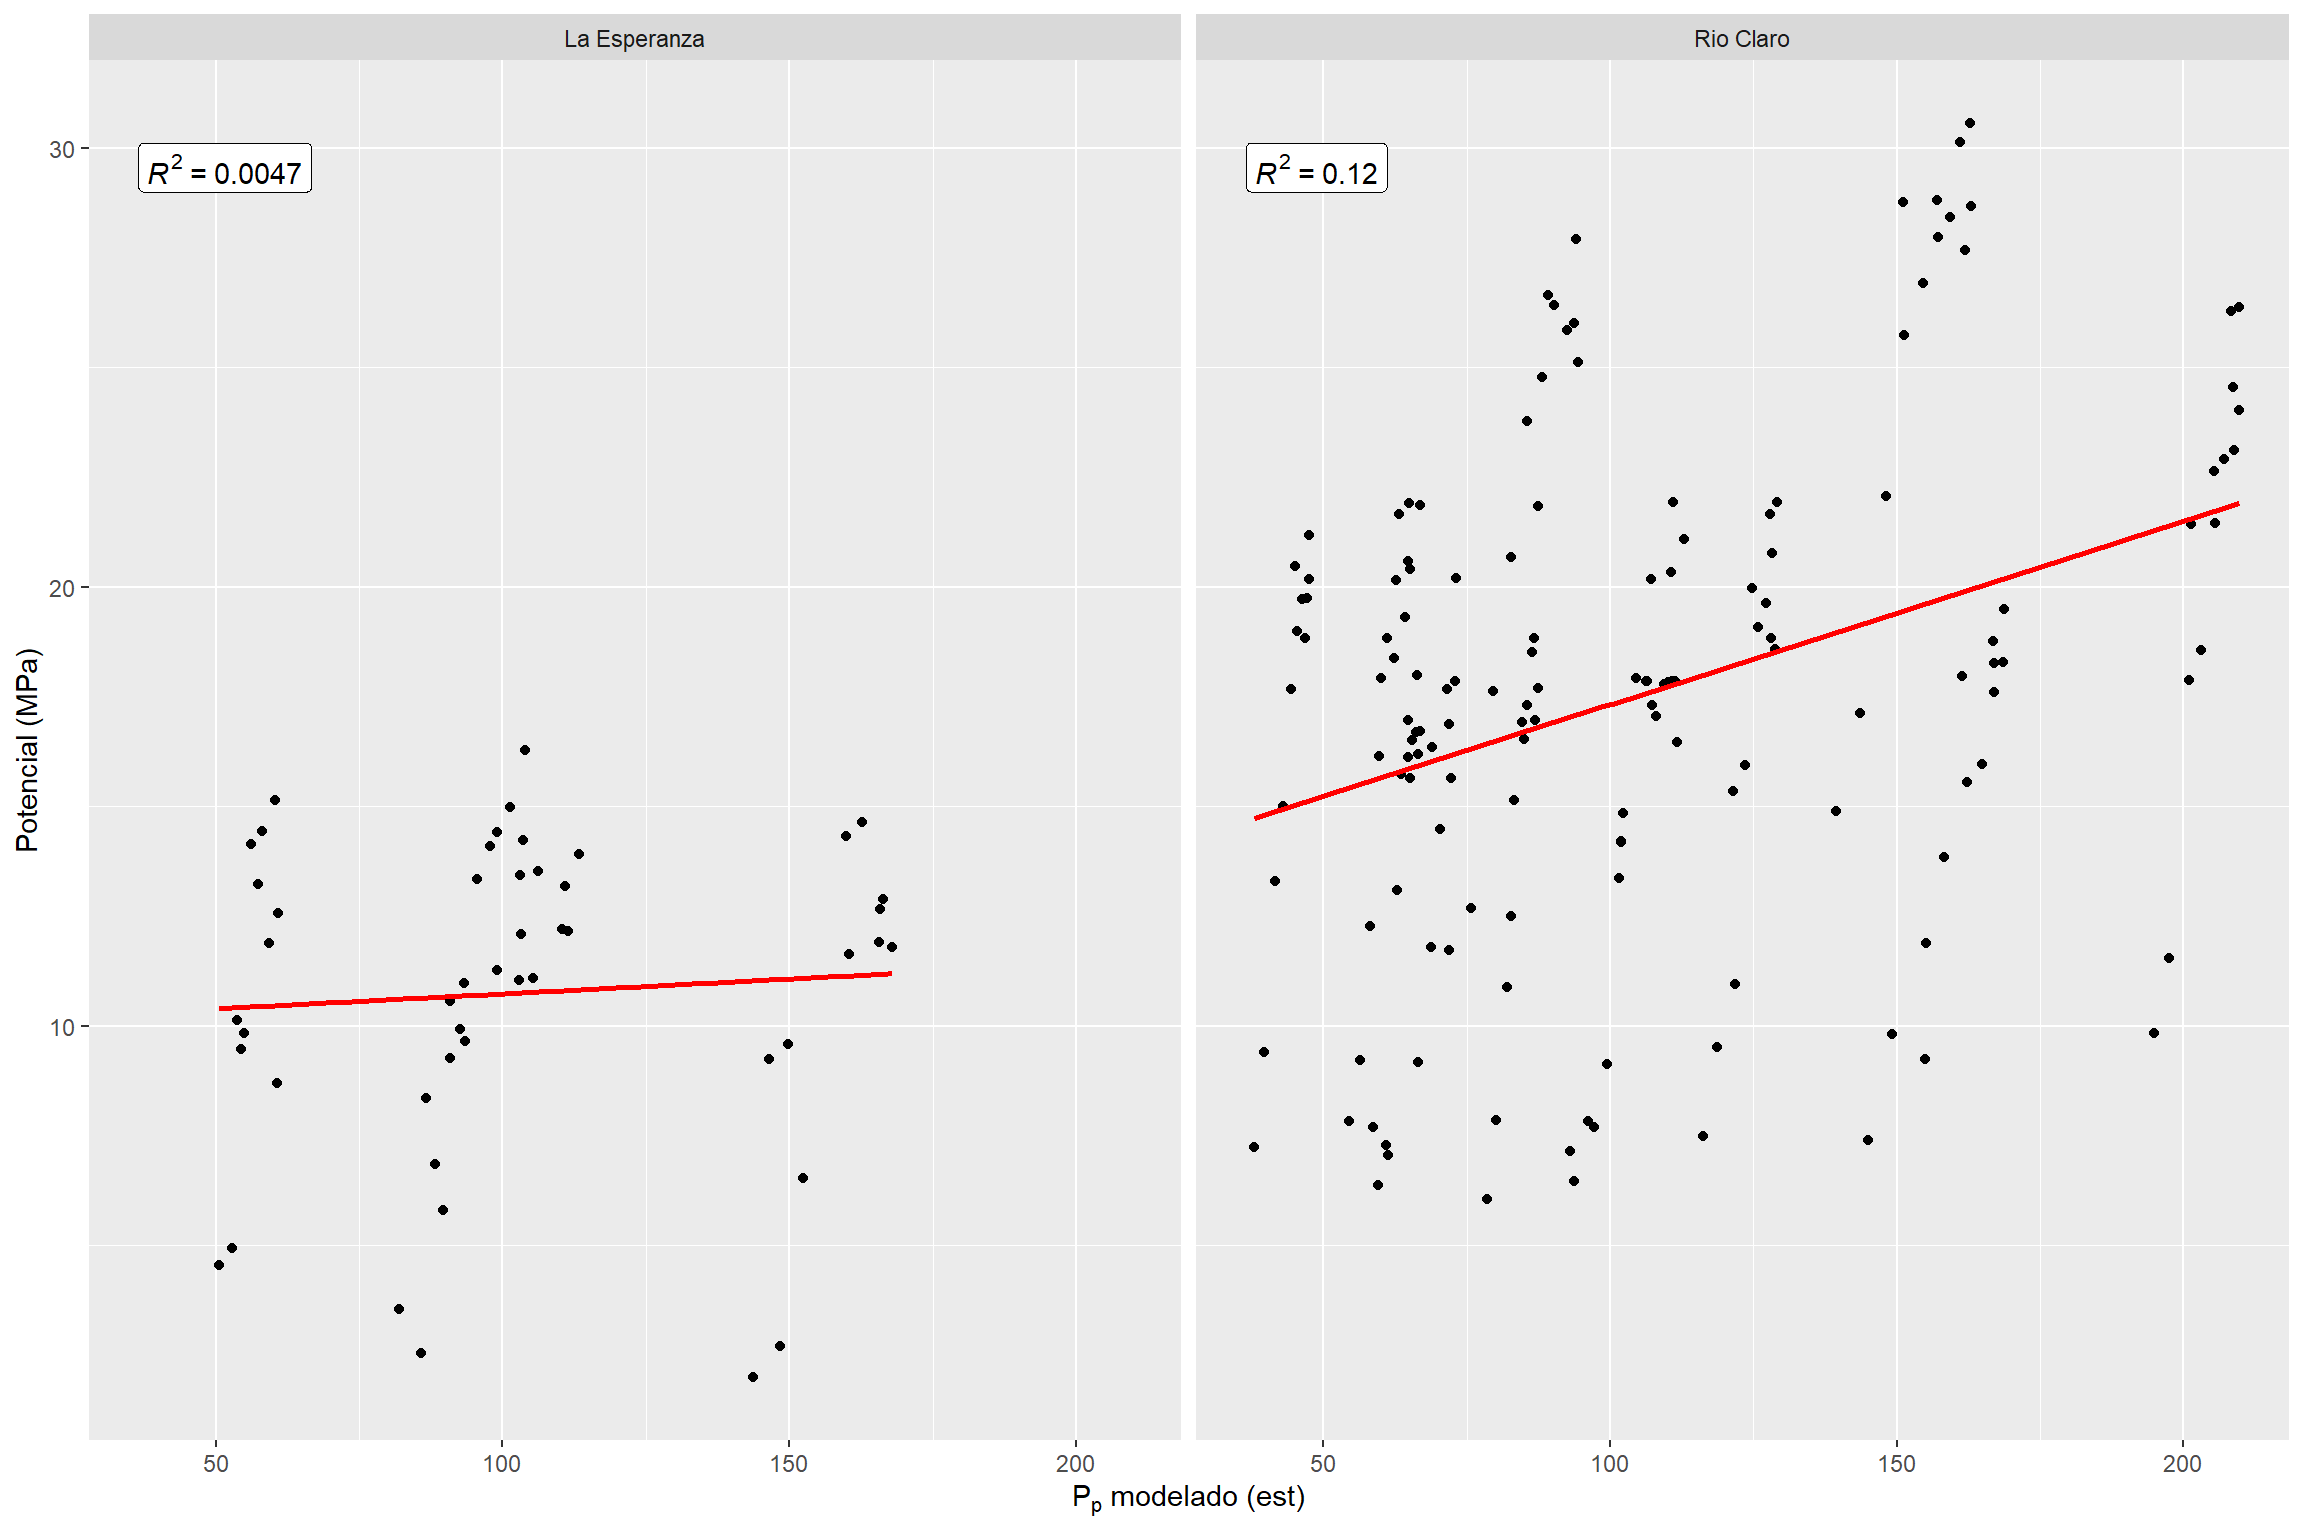 La Esperanza
Rio Claro
R² = 0.0047
R² = 0.12
30
20
10
Potencial (MPa)
50 100 150 200
50 100 150 200
Pₚ modelado (est)